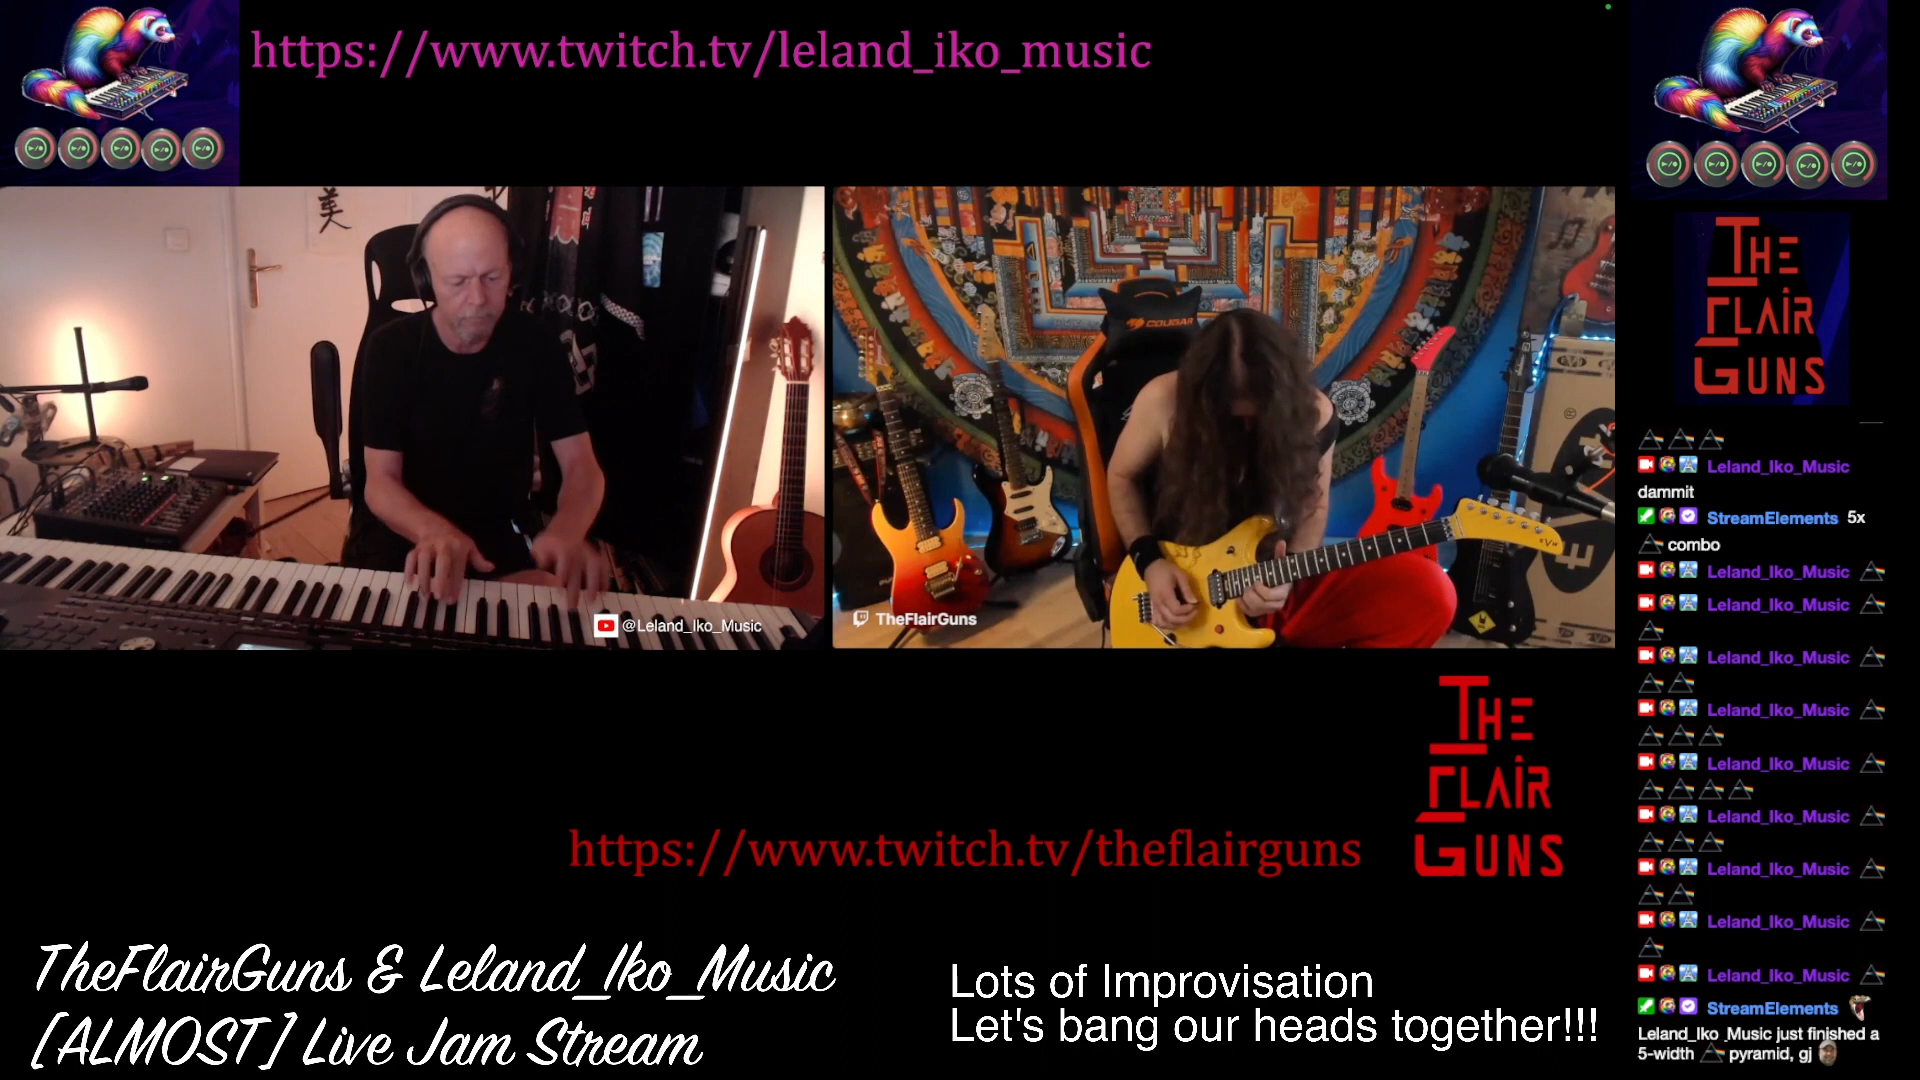 https://www.twitch.tv/leland_iko_music
美
COUGAR
EVH
@Leland_Iko_Music
TheFlairGuns
THE
FLAIR
GUNS
https://www.twitch.tv/theflairguns
TheFlairGuns & Leland_Iko_Music
[ALMOST] Live Jam Stream
Lots of Improvisation
Let's bang our heads together!!!
THE
FLAIR
GUNS
Leland_Iko_Music
dammit
StreamElements 5x
combo
Leland_Iko_Music
Leland_Iko_Music
Leland_Iko_Music
Leland_Iko_Music
Leland_Iko_Music
Leland_Iko_Music
Leland_Iko_Music
Leland_Iko_Music
Leland_Iko_Music
StreamElements
Leland_Iko_Music just finished a
5-width pyramid, gj